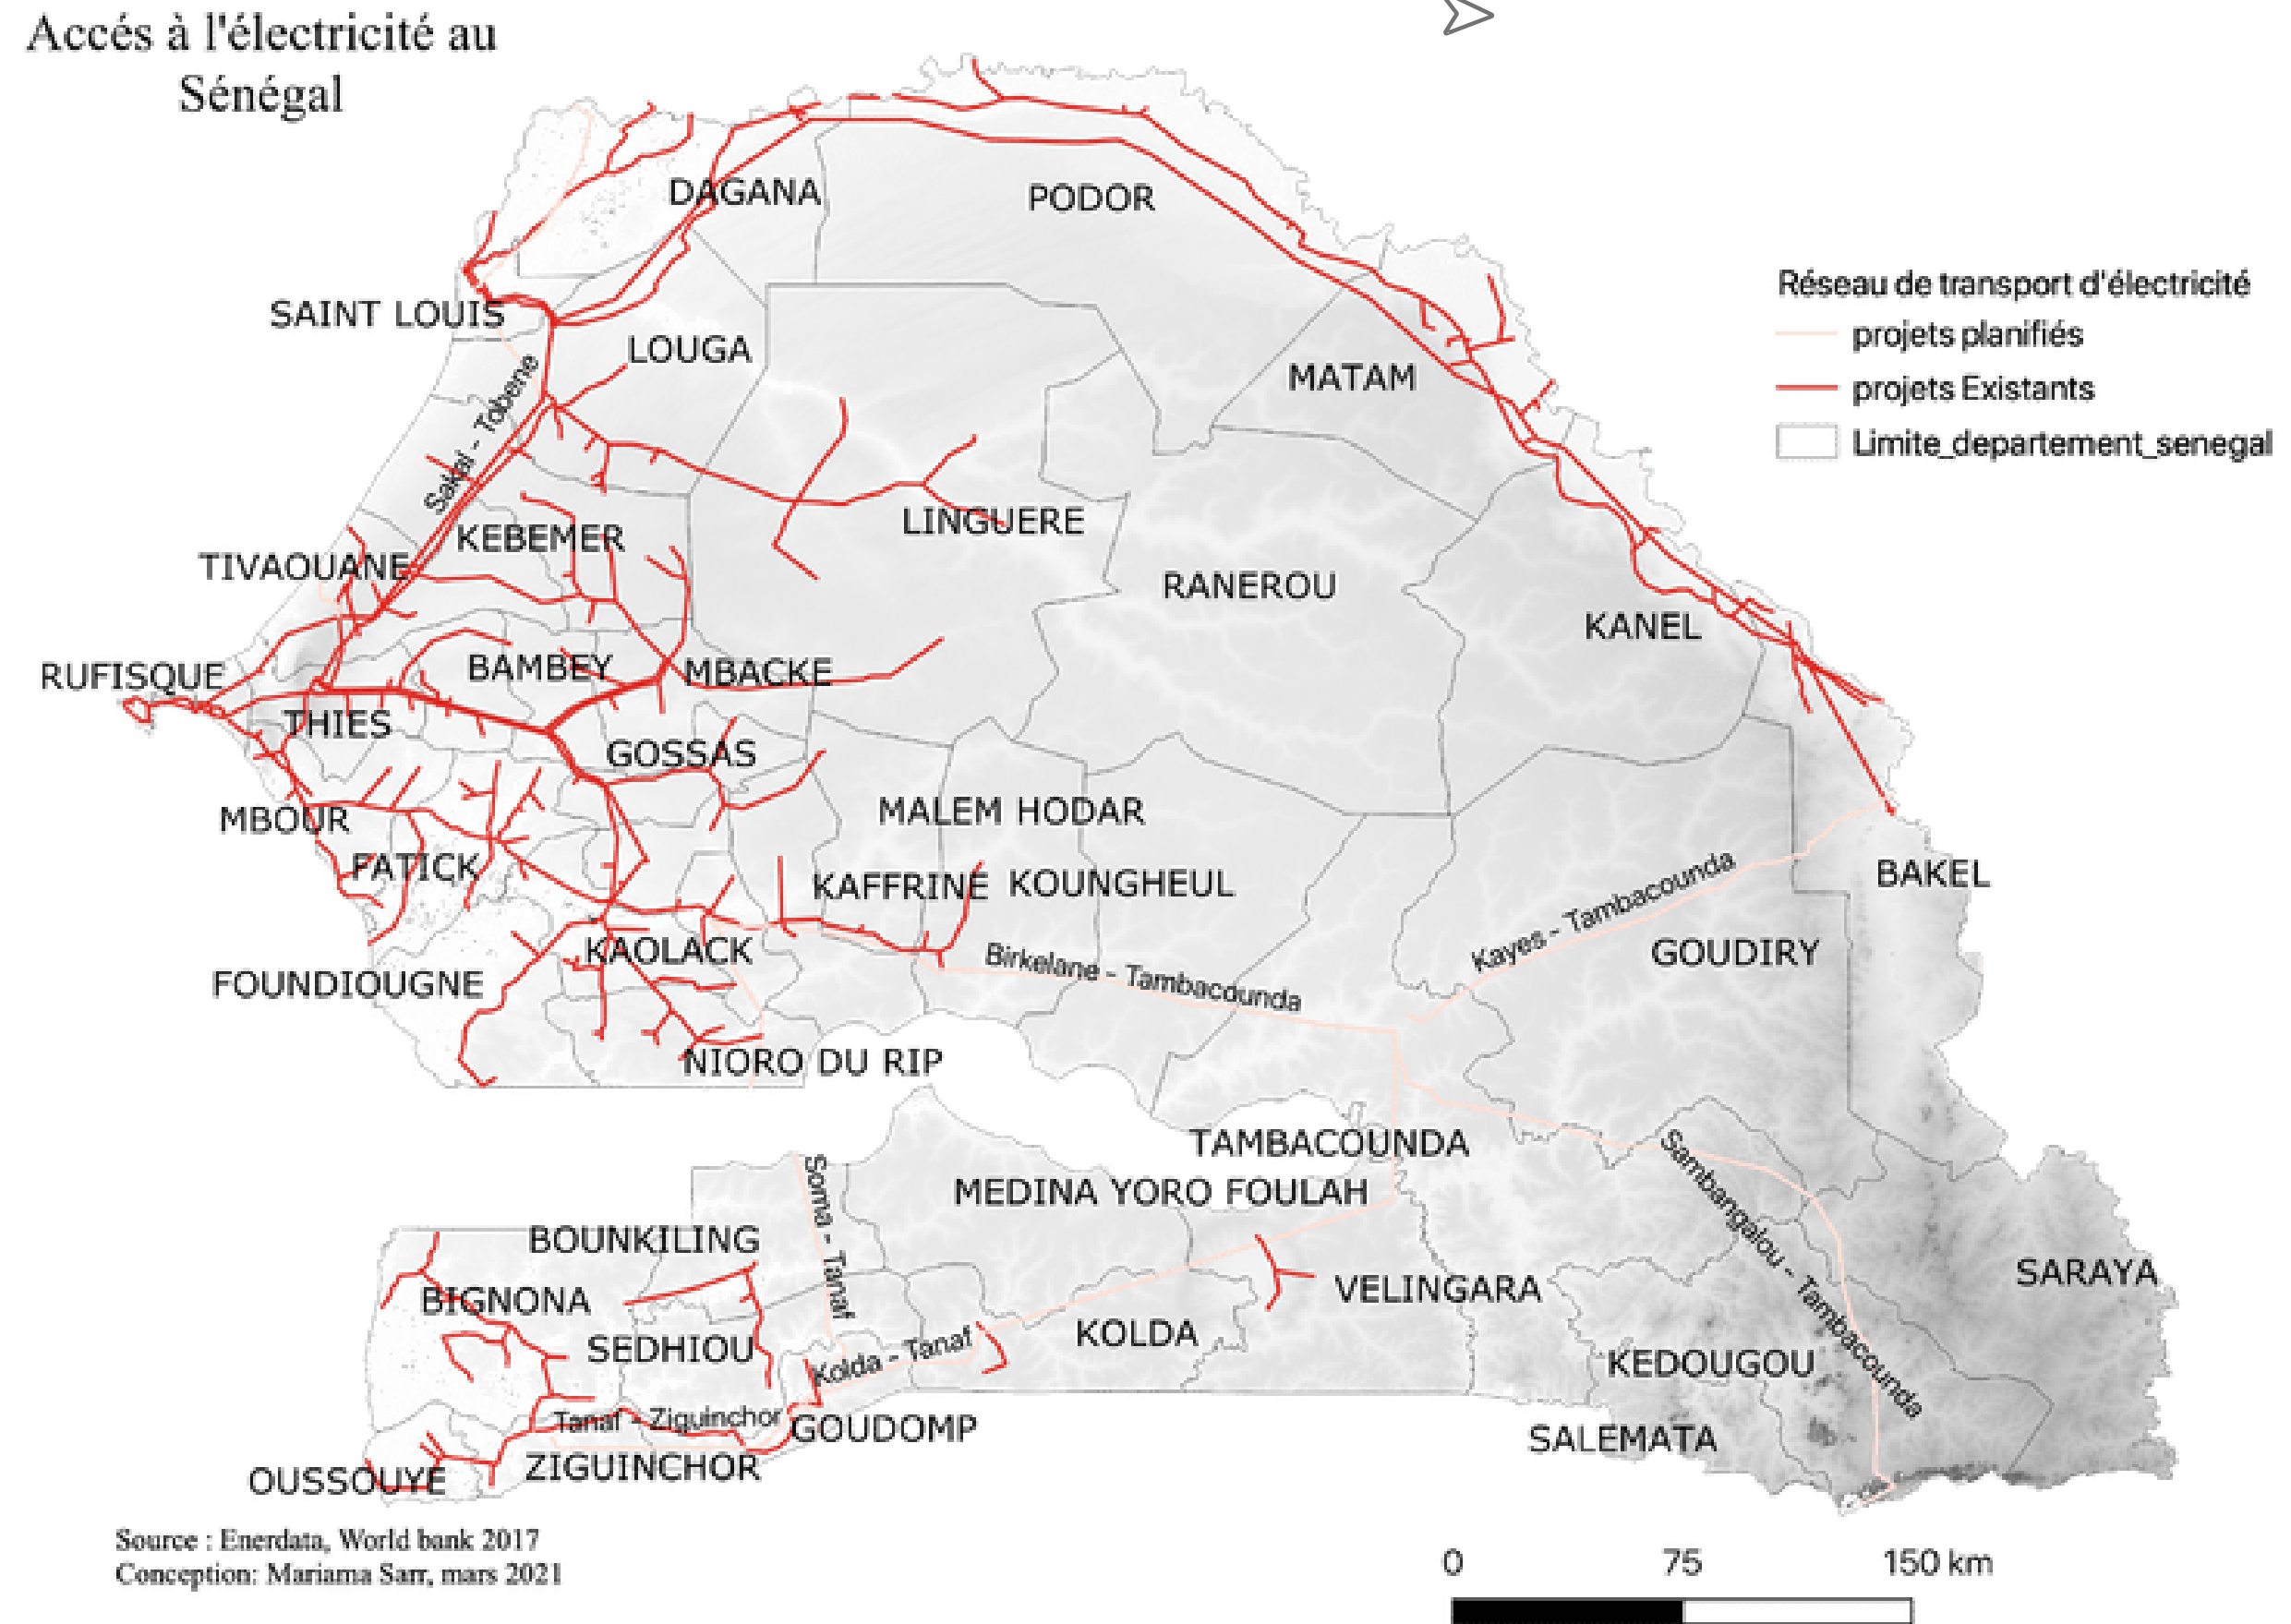 Accés à l'électricité au
Sénégal
DAGANA
PODOR
SAINT LOUIS
LOUGA
MATAM
Réseau de transport d'électricité
projets planifiés
projets Existants
Limite_departement_senegal
Sakal - Tobene
LINGUERE
KEBEMER
TIVAOUANE
RANEROU
KANEL
RUFISQUE
BAMBEY
MBACKE
THIES
GOSSAS
MALEM HODAR
MBOUR
FATICK
KAFFRINE
KOUNGHEUL
BAKEL
Kayes - Tambacounda
KAOLACK
Birkelane - Tambacounda
GOUDIRY
FOUNDIOUGNE
NIORO DU RIP
TAMBACOUNDA
Soma - Tanaf
MEDINA YORO FOULAH
Sambangalou - Tambacounda
BOUNKILING
BIGNONA
VELINGARA
SARAYA
SEDHIOU
Kolda - Tanaf
KOLDA
KEDOUGOU
Tanaf - Ziguinchor
GOUDOMP
SALEMATA
OUSSOUYE
ZIGUINCHOR
Source : Enerdata, World bank 2017
Conception: Mariama Sarr, mars 2021
0 75 150 km